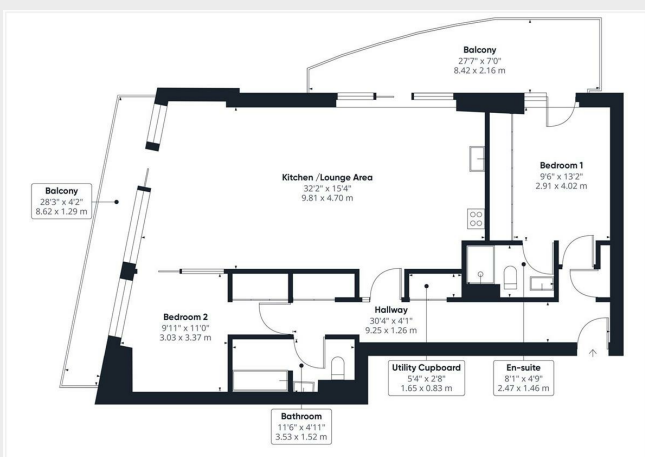 Balcony
27'7" x 7'0"
8.42 x 2.16 m
Kitchen /Lounge Area
32'2" x 15'4"
9.81 x 4.70 m
Bedroom 1
9'6" x 13'2"
2.91 x 4.02 m
Balcony
28'3" x 4'2"
8.62 x 1.29 m
Bedroom 2
9'11" x 11'0"
3.03 x 3.37 m
Hallway
30'4" x 4'1"
9.25 x 1.26 m
Utility Cupboard
5'4" x 2'8"
1.65 x 0.83 m
En-suite
8'1" x 4'9"
2.47 x 1.46 m
Bathroom
11'6" x 4'11"
3.53 x 1.52 m